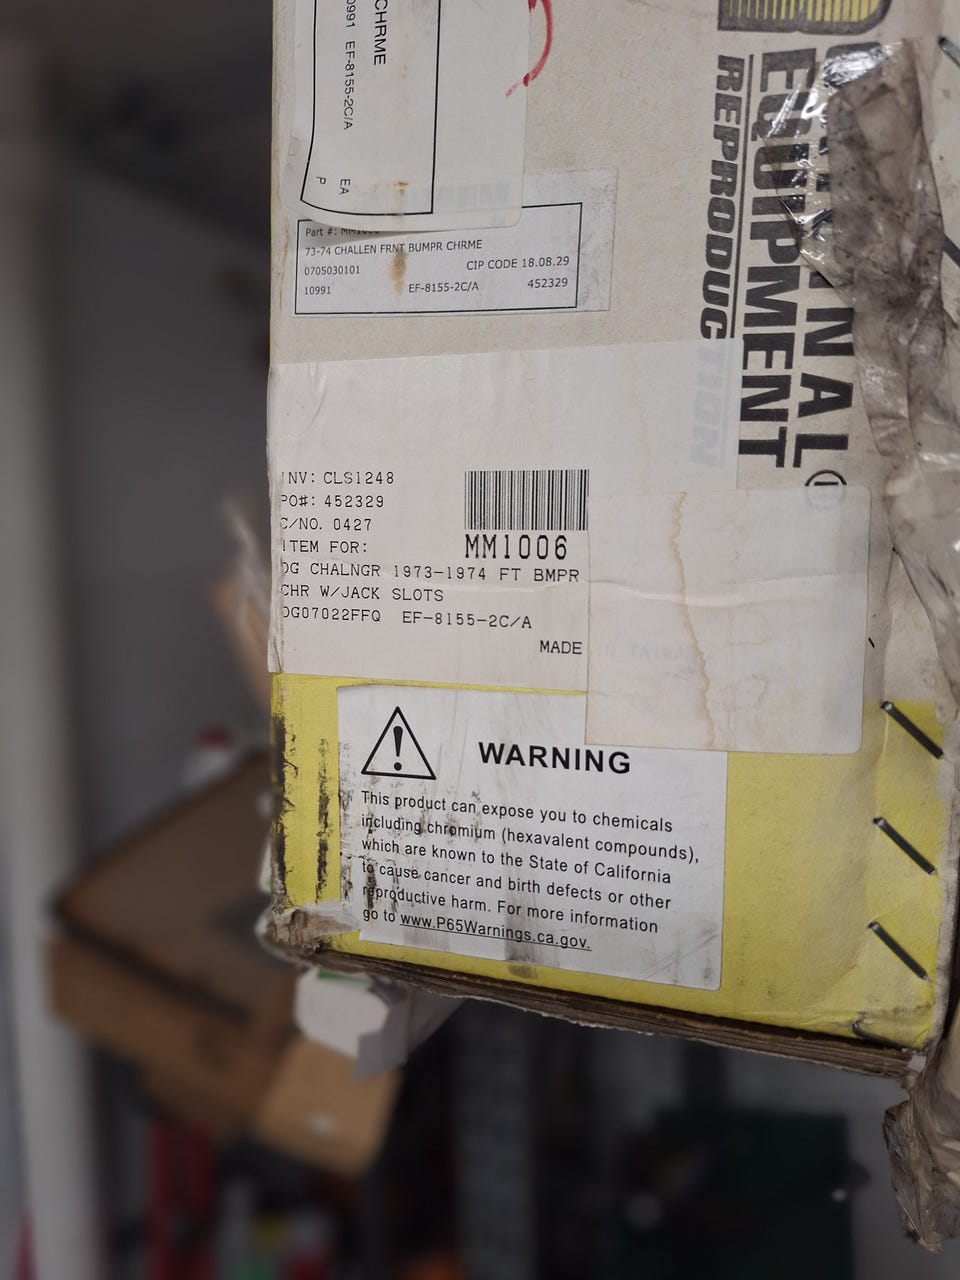 CHRME
0991 EF-8155-2C/A
EA
P
ORIGINAL
EQUIPMENT
REPRODUCTION
Part #: MM1006
73-74 CHALLEN FRNT BUMPR CHRME
0705030101 CIP CODE 18.08.29
10991 EF-8155-2C/A 452329
INV: CLS1248
PO#: 452329
C/NO. 0427
ITEM FOR:
MM1006
DG CHALNGR 1973-1974 FT BMPR
CHR W/JACK SLOTS
DG07022FFQ EF-8155-2C/A
MADE IN TAIWAN
WARNING
This product can expose you to chemicals
including chromium (hexavalent compounds),
which are known to the State of California
to cause cancer and birth defects or other
reproductive harm. For more information
go to www.P65Warnings.ca.gov.